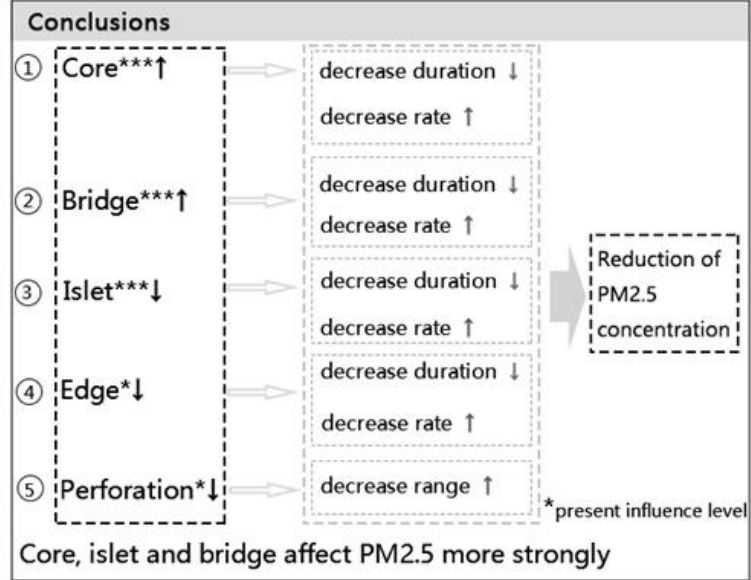 Conclusions
① Core***↑
decrease duration ↓
decrease rate ↑
② Bridge***↑
decrease duration ↓
decrease rate ↑
③ Islet***↓
decrease duration ↓
decrease rate ↑
④ Edge*↓
decrease duration ↓
decrease rate ↑
⑤ Perforation*↓
decrease range ↑
Reduction of
PM2.5
concentration
*present influence level
Core, islet and bridge affect PM2.5 more strongly